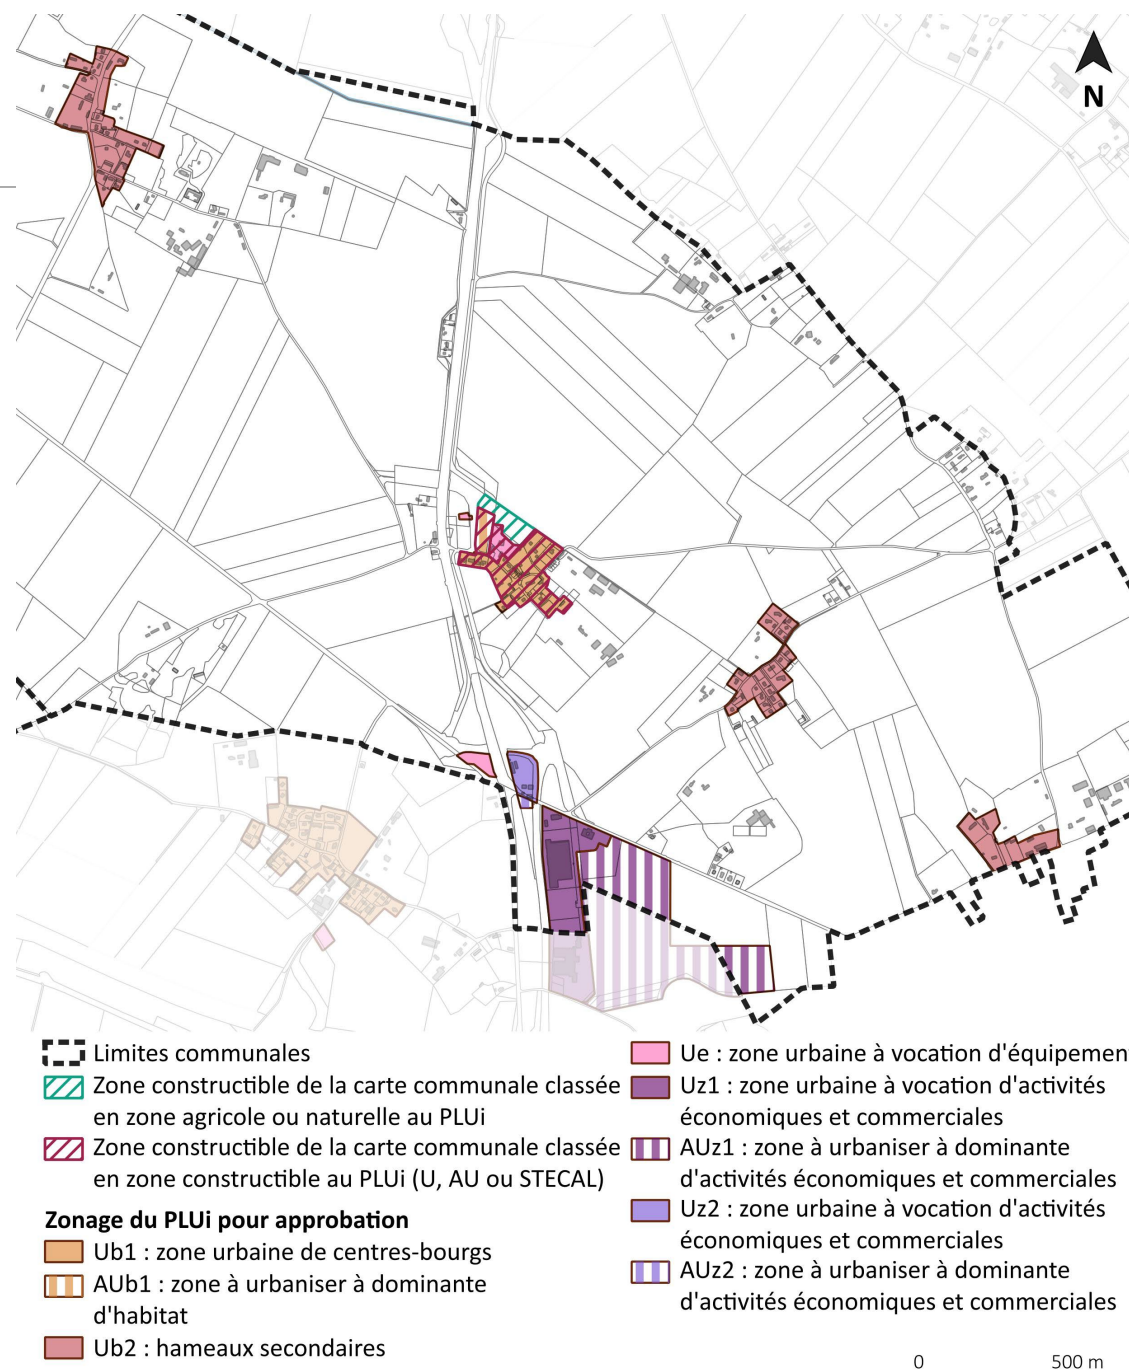 N
Limites communales
Zone constructible de la carte communale classée
en zone agricole ou naturelle au PLUi
Zone constructible de la carte communale classée
en zone constructible au PLUi (U, AU ou STECAL)
Zonage du PLUi pour approbation
Ub1 : zone urbaine de centres-bourgs
AUb1 : zone à urbaniser à dominante
d'habitat
Ub2 : hameaux secondaires
Ue : zone urbaine à vocation d'équipemen
Uz1 : zone urbaine à vocation d'activités
économiques et commerciales
AUz1 : zone à urbaniser à dominante
d'activités économiques et commerciales
Uz2 : zone urbaine à vocation d'activités
économiques et commerciales
AUz2 : zone à urbaniser à dominante
d'activités économiques et commerciales
0 500 m